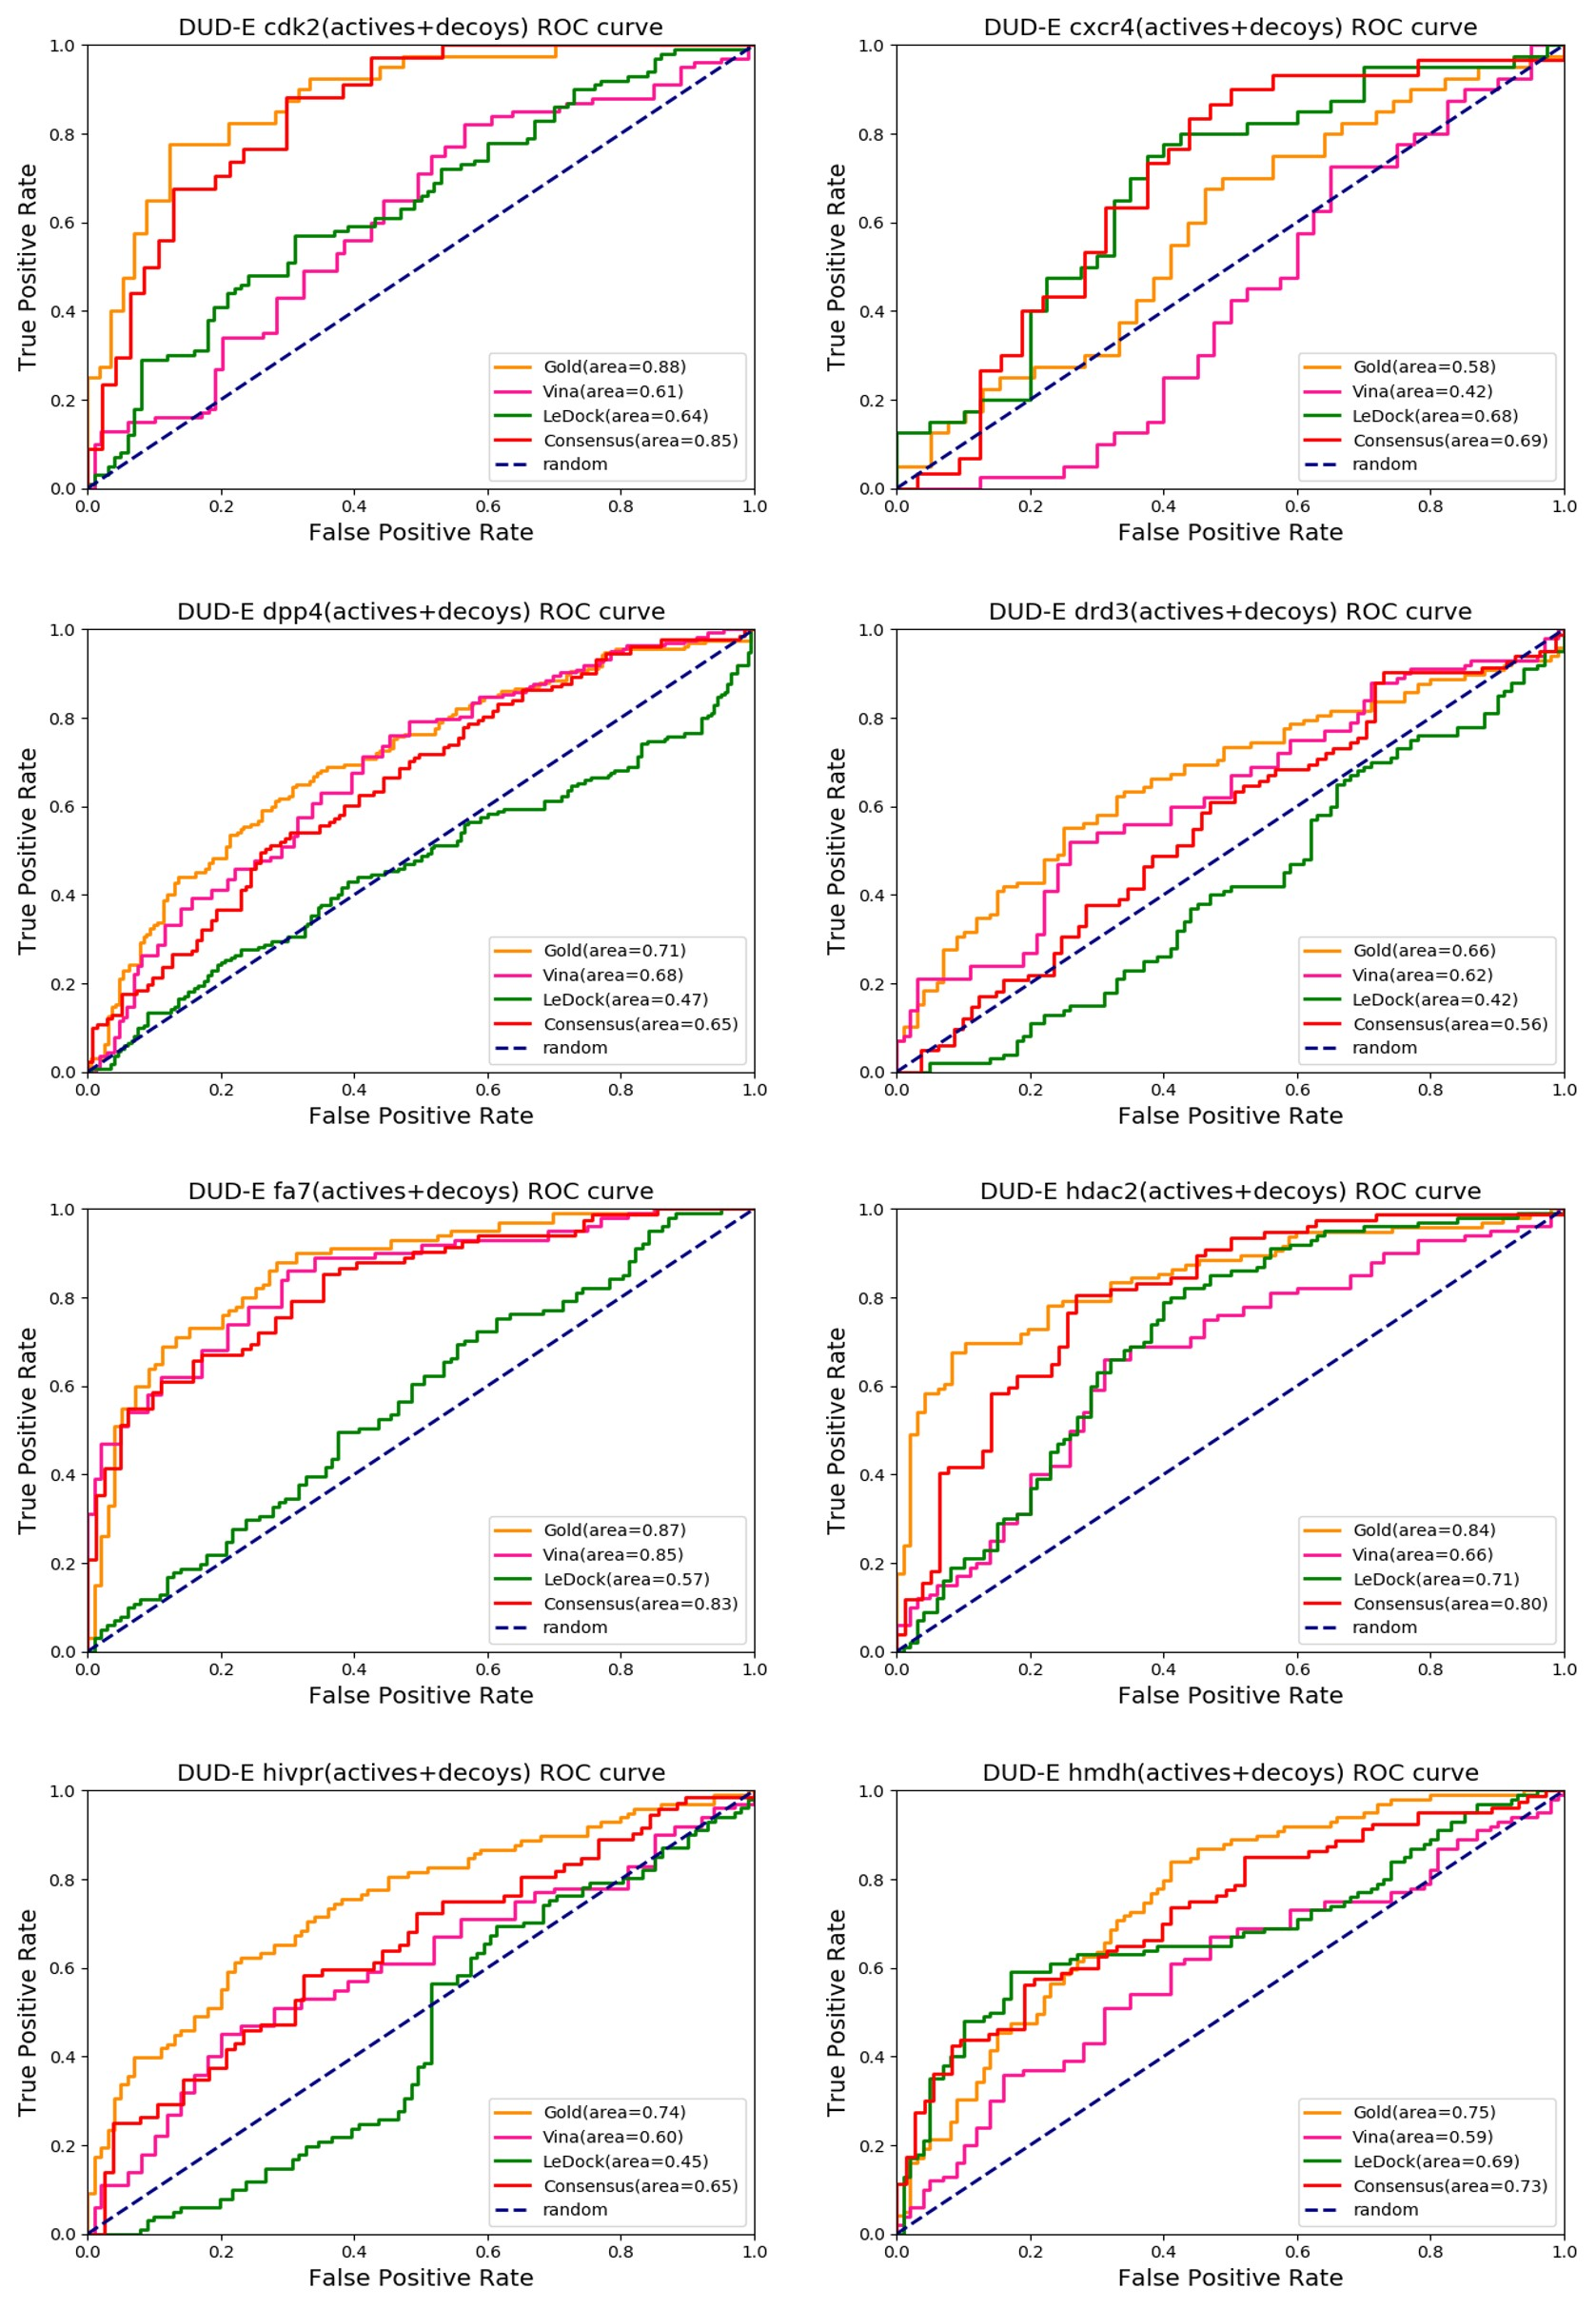 DUD-E cdk2(actives+decoys) ROC curve
1.0
0.8
0.6
0.4
0.2
0.0
True Positive Rate
Gold(area=0.88)
Vina(area=0.61)
LeDock(area=0.64)
Consensus(area=0.85)
random
0.0 0.2 0.4 0.6 0.8 1.0
False Positive Rate
DUD-E cxcr4(actives+decoys) ROC curve
1.0
0.8
0.6
0.4
0.2
0.0
True Positive Rate
Gold(area=0.58)
Vina(area=0.42)
LeDock(area=0.68)
Consensus(area=0.69)
random
0.0 0.2 0.4 0.6 0.8 1.0
False Positive Rate
DUD-E dpp4(actives+decoys) ROC curve
1.0
0.8
0.6
0.4
0.2
0.0
True Positive Rate
Gold(area=0.71)
Vina(area=0.68)
LeDock(area=0.47)
Consensus(area=0.65)
random
0.0 0.2 0.4 0.6 0.8 1.0
False Positive Rate
DUD-E drd3(actives+decoys) ROC curve
1.0
0.8
0.6
0.4
0.2
0.0
True Positive Rate
Gold(area=0.66)
Vina(area=0.62)
LeDock(area=0.42)
Consensus(area=0.56)
random
0.0 0.2 0.4 0.6 0.8 1.0
False Positive Rate
DUD-E fa7(actives+decoys) ROC curve
1.0
0.8
0.6
0.4
0.2
0.0
True Positive Rate
Gold(area=0.87)
Vina(area=0.85)
LeDock(area=0.57)
Consensus(area=0.83)
random
0.0 0.2 0.4 0.6 0.8 1.0
False Positive Rate
DUD-E hdac2(actives+decoys) ROC curve
1.0
0.8
0.6
0.4
0.2
0.0
True Positive Rate
Gold(area=0.84)
Vina(area=0.66)
LeDock(area=0.71)
Consensus(area=0.80)
random
0.0 0.2 0.4 0.6 0.8 1.0
False Positive Rate
DUD-E hivpr(actives+decoys) ROC curve
1.0
0.8
0.6
0.4
0.2
0.0
True Positive Rate
Gold(area=0.74)
Vina(area=0.60)
LeDock(area=0.45)
Consensus(area=0.65)
random
0.0 0.2 0.4 0.6 0.8 1.0
False Positive Rate
DUD-E hmdh(actives+decoys) ROC curve
1.0
0.8
0.6
0.4
0.2
0.0
True Positive Rate
Gold(area=0.75)
Vina(area=0.59)
LeDock(area=0.69)
Consensus(area=0.73)
random
0.0 0.2 0.4 0.6 0.8 1.0
False Positive Rate